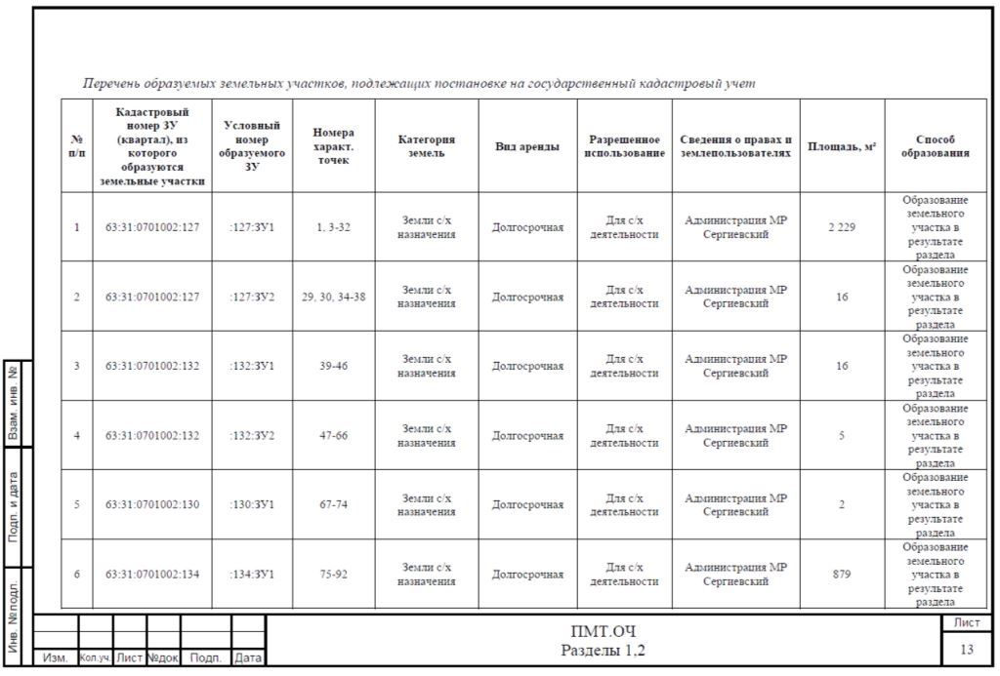 Перечень образуемых земельных участков, подлежащих постановке на государственный кадастровый учет
№
п/п
Кадастровый
номер ЗУ
(квартал), из
которого
образуются
земельные участки
Условный
номер
образуемого
ЗУ
Номера
характ.
точек
Категория
земель
Вид аренды
Разрешенное
использование
Сведения о правах и
землепользователях
Площадь, м²
Способ
образования
1
63:31:0701002:127
:127:ЗУ1
1, 3-32
Земли с/х
назначения
Долгосрочная
Для с/х
деятельности
Администрация МР
Сергиевский
2 229
Образование
земельного
участка в
результате
раздела
2
63:31:0701002:127
:127:ЗУ2
29, 30, 34-38
Земли с/х
назначения
Долгосрочная
Для с/х
деятельности
Администрация МР
Сергиевский
16
Образование
земельного
участка в
результате
раздела
3
63:31:0701002:132
:132:ЗУ1
39-46
Земли с/х
назначения
Долгосрочная
Для с/х
деятельности
Администрация МР
Сергиевский
16
Образование
земельного
участка в
результате
раздела
4
63:31:0701002:132
:132:ЗУ2
47-66
Земли с/х
назначения
Долгосрочная
Для с/х
деятельности
Администрация МР
Сергиевский
5
Образование
земельного
участка в
результате
раздела
5
63:31:0701002:130
:130:ЗУ1
67-74
Земли с/х
назначения
Долгосрочная
Для с/х
деятельности
Администрация МР
Сергиевский
2
Образование
земельного
участка в
результате
раздела
6
63:31:0701002:134
:134:ЗУ1
75-92
Земли с/х
назначения
Долгосрочная
Для с/х
деятельности
Администрация МР
Сергиевский
879
Образование
земельного
участка в
результате
раздела
Взам. инв. №
Подп. и дата
Инв. №подл.
Изм.
Кол.уч.
Лист
№док
Подп.
Дата
ПМТ.ОЧ
Разделы 1,2
Лист
13